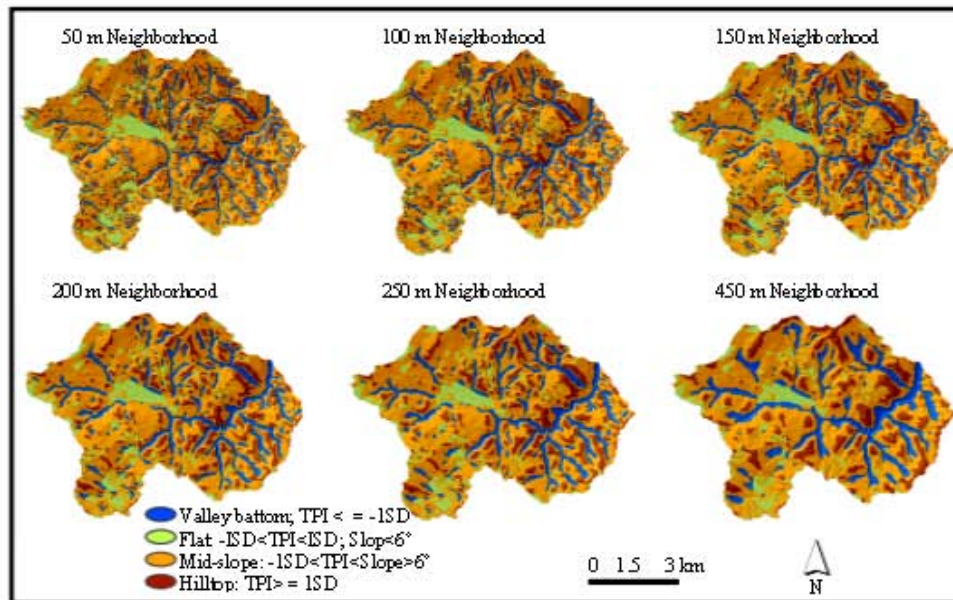 50 m Neighborhood
100 m Neighborhood
150 m Neighborhood
200 m Neighborhood
250 m Neighborhood
450 m Neighborhood
Valley battom; TPI < = -1SD
Flat -1SD<TPI<1SD; Slop<6°
Mid-slope: -1SD<TPI<Slope>6°
Hilltop: TPI> = 1SD
0 1.5 3 km
N